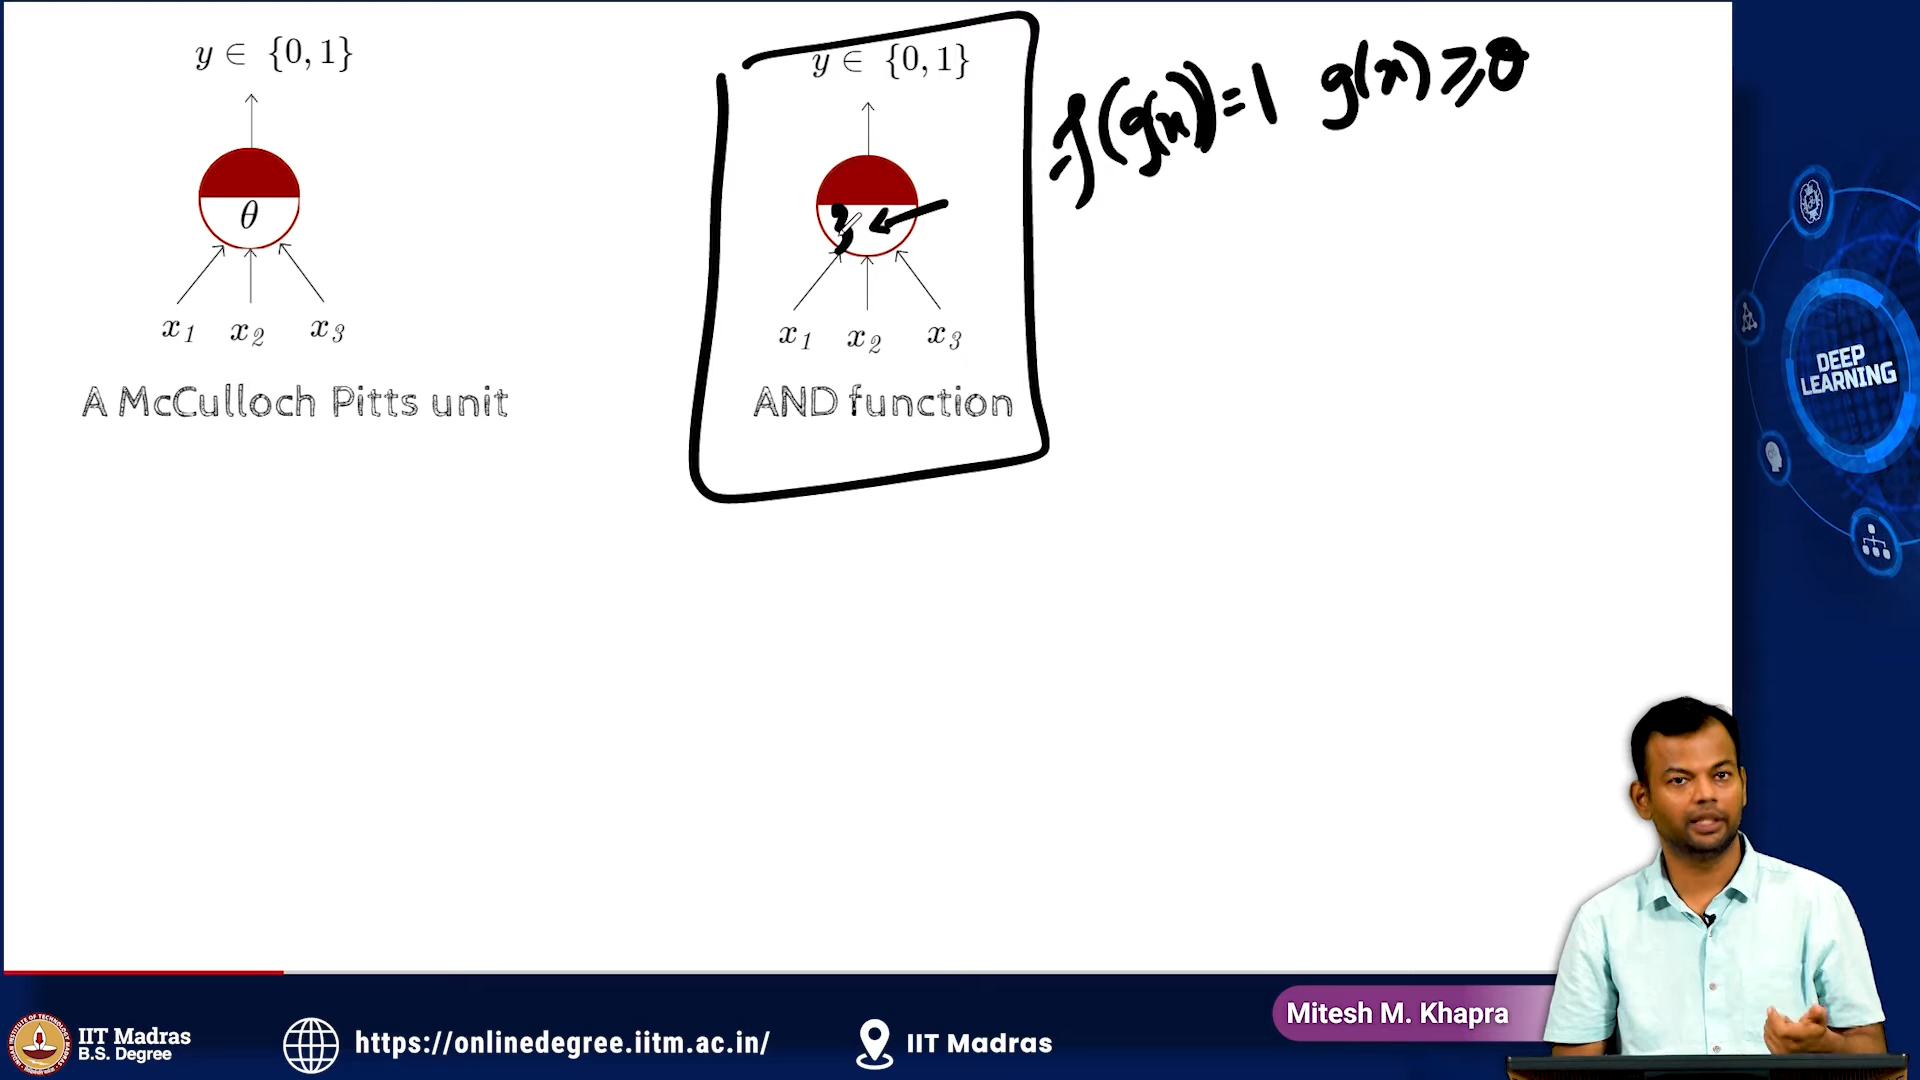 y ∈ {0, 1}
θ
x₁ x₂ x₃
A McCulloch Pitts unit
y ∈ {0, 1}
3
x₁ x₂ x₃
AND function
f(g(x))=1 g(x) ≥ θ
DEEP
LEARNING
Mitesh M. Khapra
IIT Madras
B.S. Degree
https://onlinedegree.iitm.ac.in/
IIT Madras